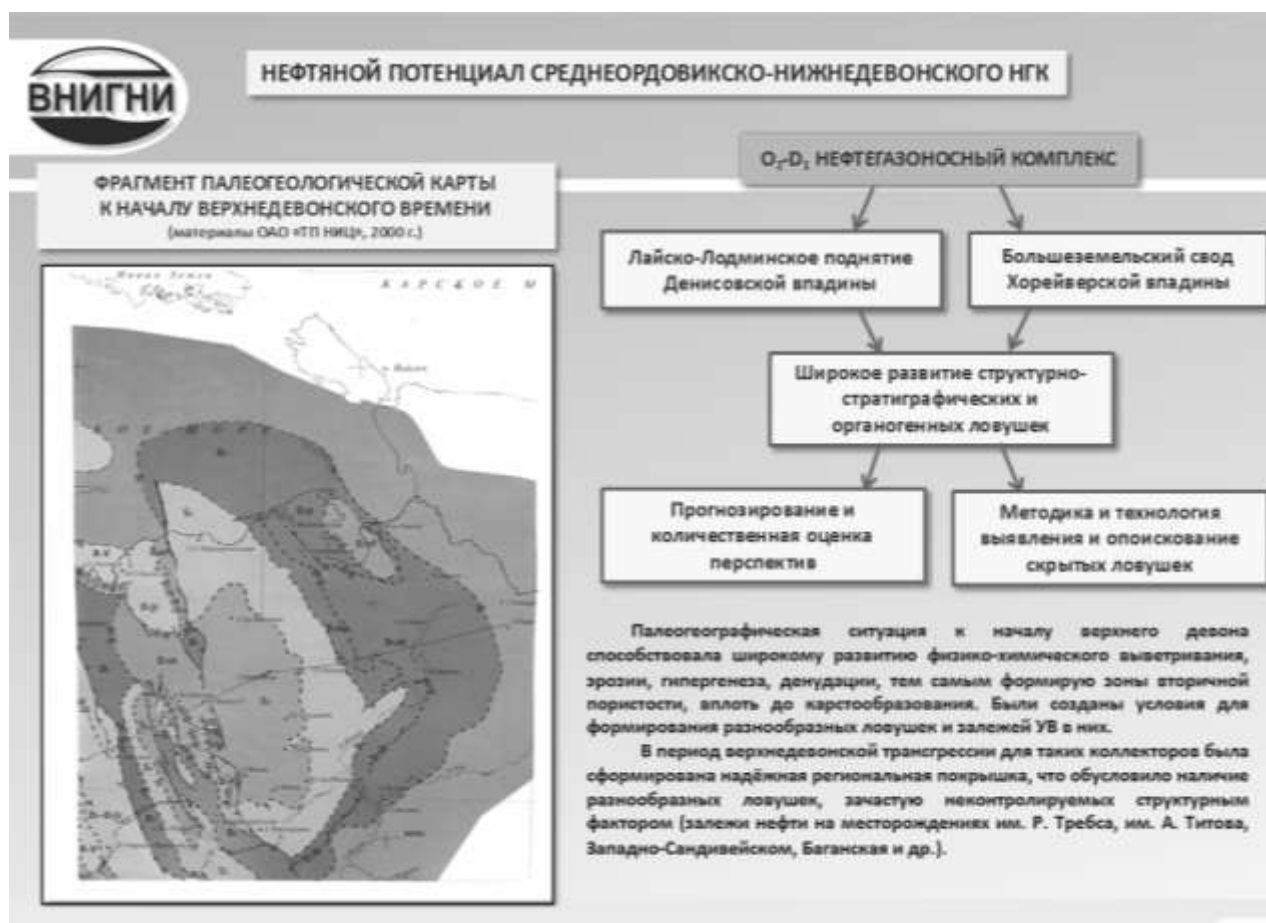 ВНИГНИ
НЕФТЯНОЙ ПОТЕНЦИАЛ СРЕДНЕОРДОВИКСКО-НИЖНЕДЕВОНСКОГО НГК
ФРАГМЕНТ ПАЛЕОГЕОЛОГИЧЕСКОЙ КАРТЫ
К НАЧАЛУ ВЕРХНЕДЕВОНСКОГО ВРЕМЕНИ
(материалы ОАО «ТП НИЦ», 2000 г.)
КАРСКОЕ М
O₂-D₁ НЕФТЕГАЗОНОСНЫЙ КОМПЛЕКС
Лайско-Лодминское поднятие
Денисовской впадины
Большеземельский свод
Хорейверской впадины
Широкое развитие структурно-
стратиграфических и
органогенных ловушек
Прогнозирование и
количественная оценка
перспектив
Методика и технология
выявления и опоискование
скрытых ловушек
Палеогеографическая ситуация к началу верхнего девона
способствовала широкому развитию физико-химического выветривания,
эрозии, гипергенеза, денудации, тем самым формирую зоны вторичной
пористости, вплоть до карстообразования. Были созданы условия для
формирования разнообразных ловушек и залежей УВ в них.
В период верхнедевонской трансгрессии для таких коллекторов была
сформирована надёжная региональная покрышка, что обусловило наличие
разнообразных ловушек, зачастую неконтролируемых структурным
фактором (залежи нефти на месторождениях им. Р. Требса, им. А. Титова,
Западно-Сандивейском, Баганская и др.).